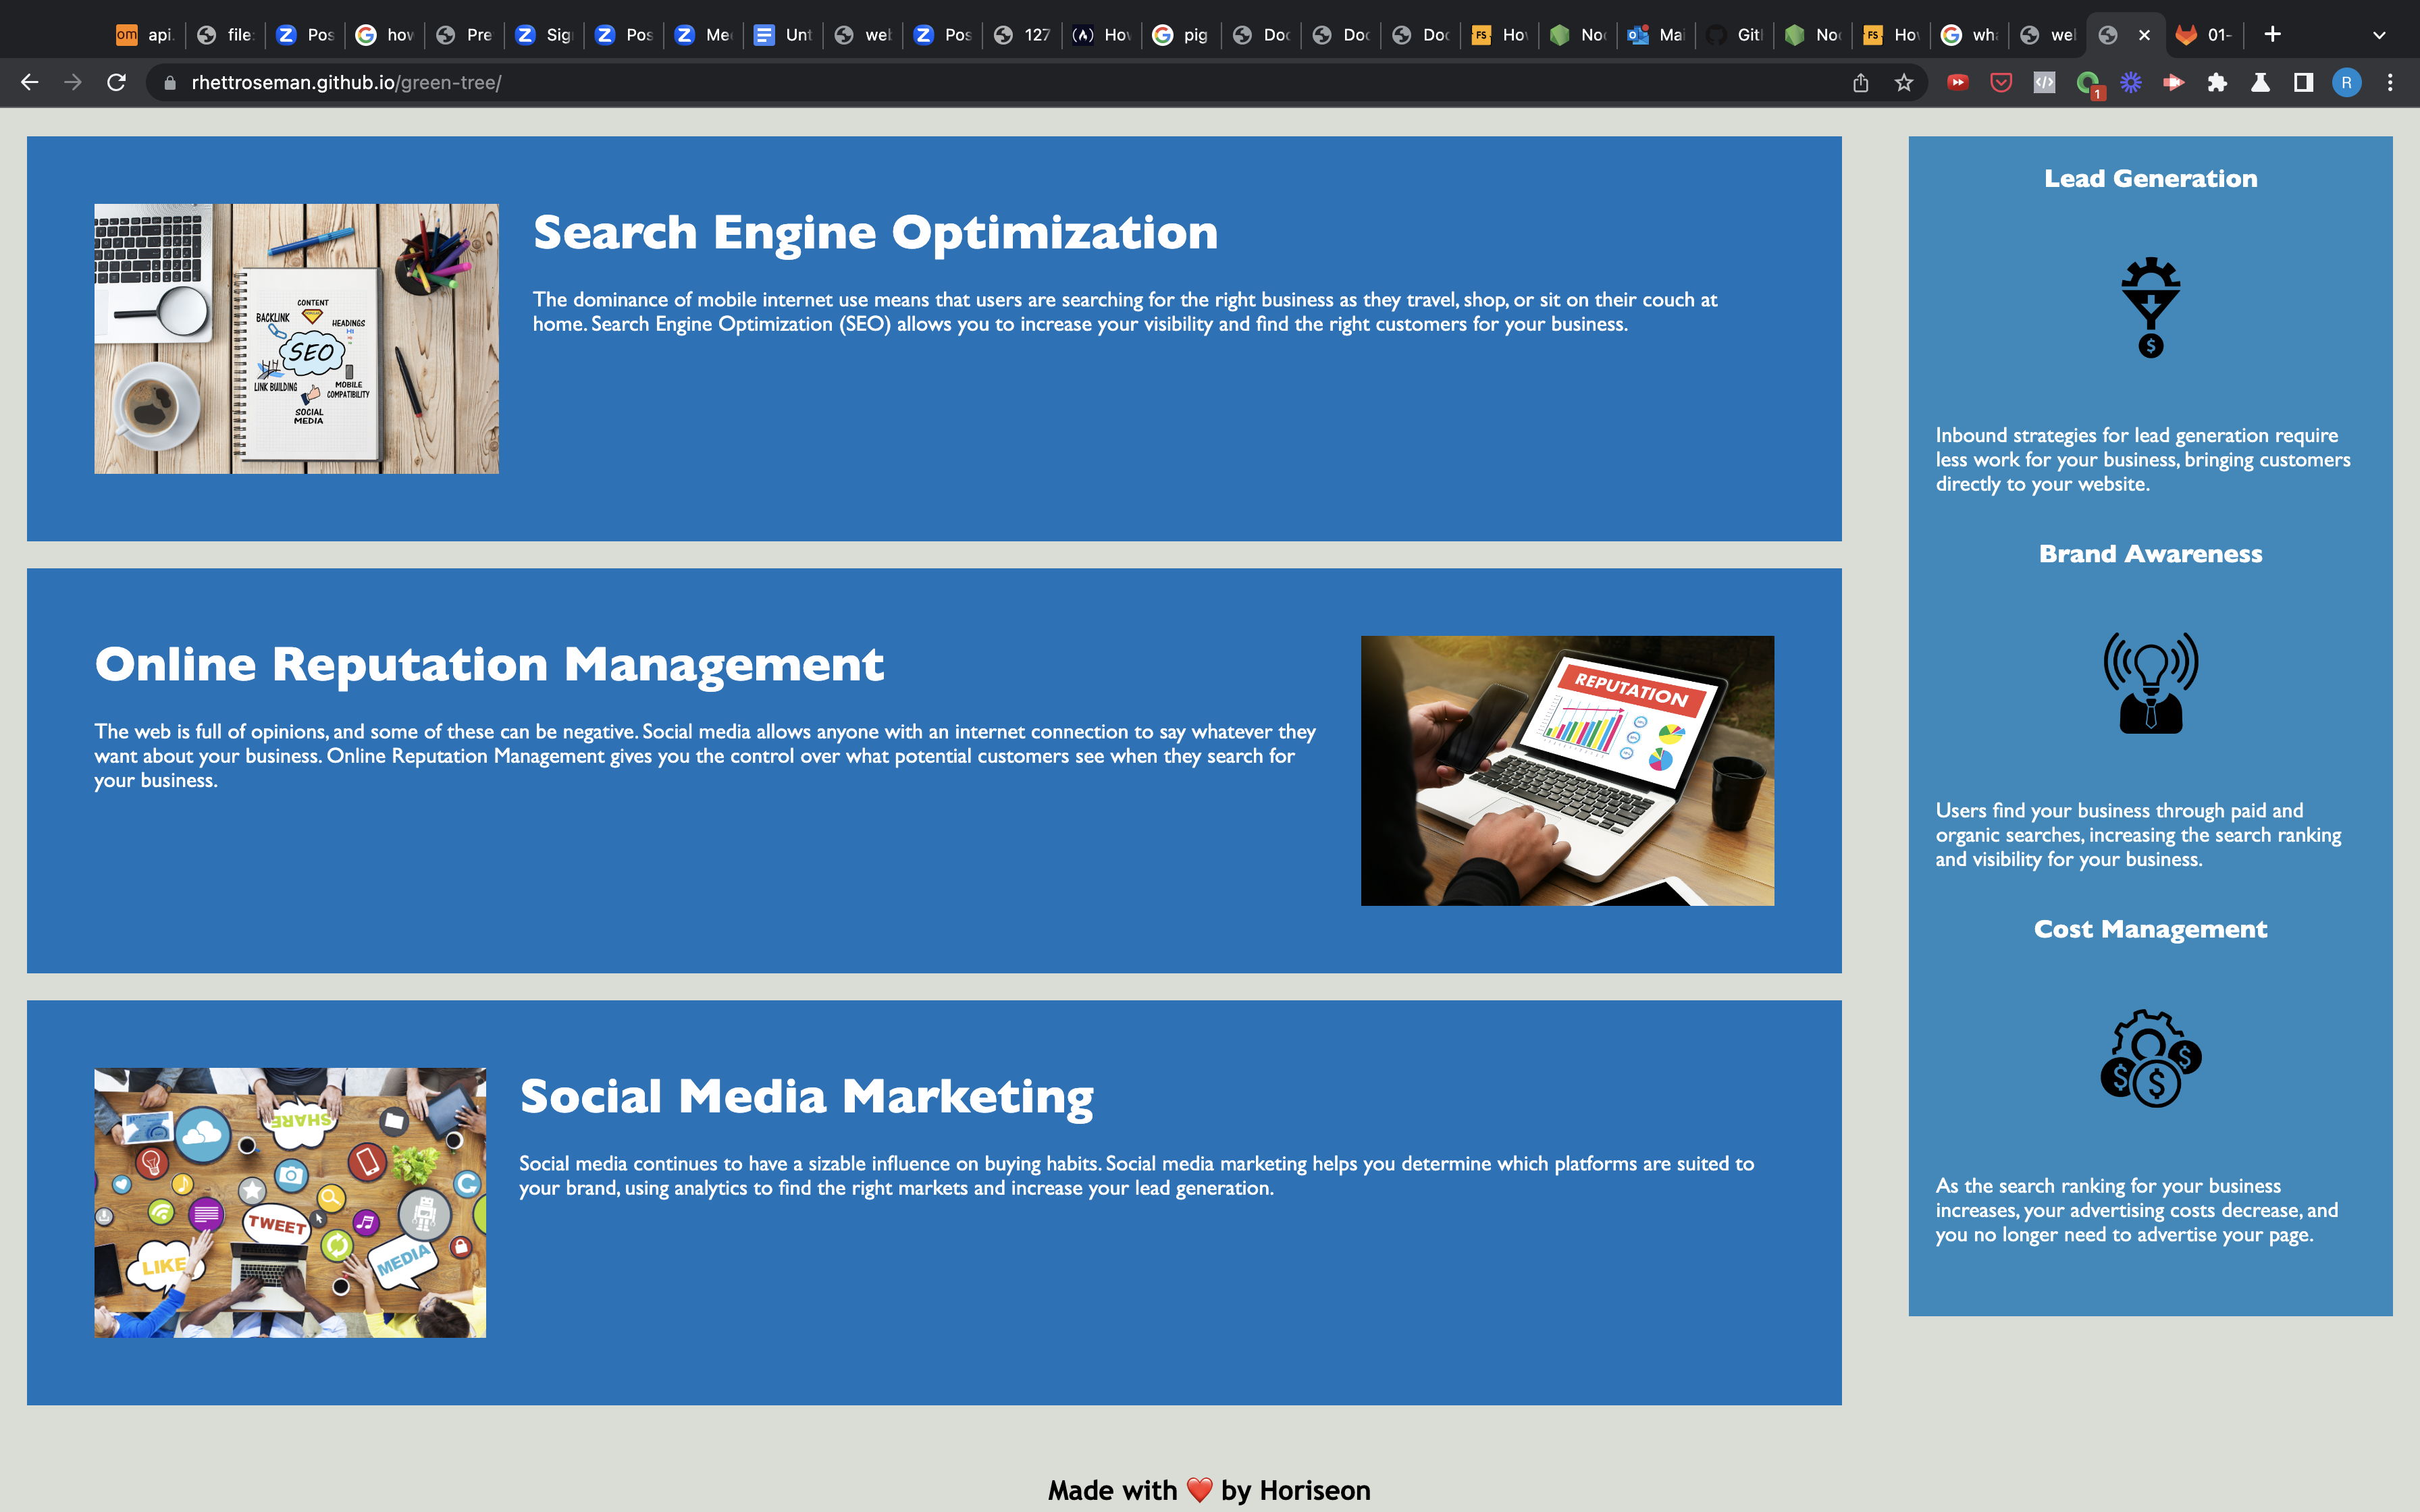 api.
file:
Pos
how
Pre
Sig
Pos
Me
Unt
we
Pos
127
Ho
pig
Doc
Doc
Doc
Ho
No
Mai
Git
No
Ho
wh
we
01-
rhettroseman.github.io/green-tree/
R
1
Search Engine Optimization
The dominance of mobile internet use means that users are searching for the right business as they travel, shop, or sit on their couch at
home. Search Engine Optimization (SEO) allows you to increase your visibility and find the right customers for your business.
CONTENT
BACKLINK
HEADINGS
SEO
LINK BUILDING
MOBILE
COMPATIBILITY
SOCIAL
MEDIA
Online Reputation Management
The web is full of opinions, and some of these can be negative. Social media allows anyone with an internet connection to say whatever they
want about your business. Online Reputation Management gives you the control over what potential customers see when they search for
your business.
REPUTATION
Social Media Marketing
Social media continues to have a sizable influence on buying habits. Social media marketing helps you determine which platforms are suited to
your brand, using analytics to find the right markets and increase your lead generation.
SHARE
TWEET
LIKE
MEDIA
Lead Generation
Inbound strategies for lead generation require
less work for your business, bringing customers
directly to your website.
Brand Awareness
Users find your business through paid and
organic searches, increasing the search ranking
and visibility for your business.
Cost Management
As the search ranking for your business
increases, your advertising costs decrease, and
you no longer need to advertise your page.
Made with ❤️ by Horiseon